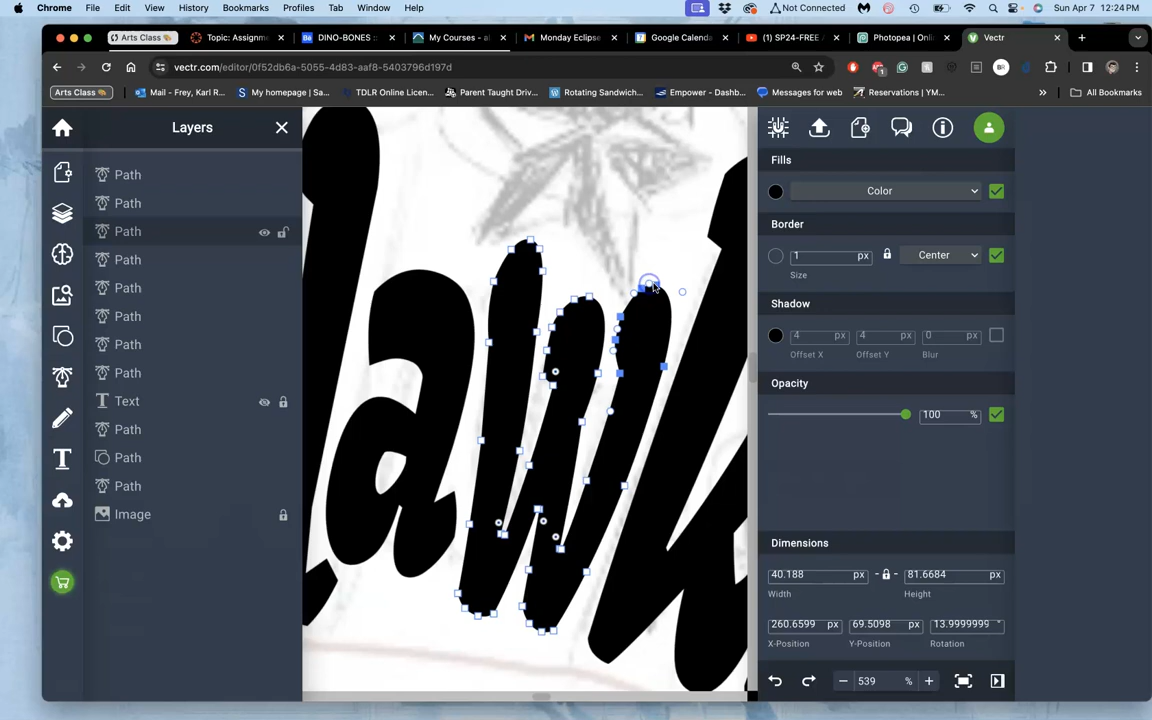 Chrome File Edit View History Bookmarks Profiles Tab Window Help Not Connected Sun Apr 7 12:24 PM
Arts Class Topic: Assignme DINO-BONES :: My Courses - al Monday Eclipse Google Calenda (1) SP24-FREE Photopea | Onli Vectr
vectr.com/editor/0f52db6a-5055-4d83-aaf8-5403796d197d
Arts Class Mail - Frey, Karl R... My homepage | Sa... TDLR Online Licen... Parent Taught Driv... Rotating Sandwich... Empower - Dashb... Messages for web Reservations | YM... » All Bookmarks
Layers
Path
Path
Path
Path
Path
Path
Path
Path
Text
Path
Path
Path
Image
Fills
Color
Border
1 px Center
Size
Shadow
4 px 4 px 0 px
Offset X Offset Y Blur
Opacity
100 %
Dimensions
40.188 px 81.6684 px
Width Height
260.6599 px 69.5098 px 13.9999999 °
X-Position Y-Position Rotation
539 %